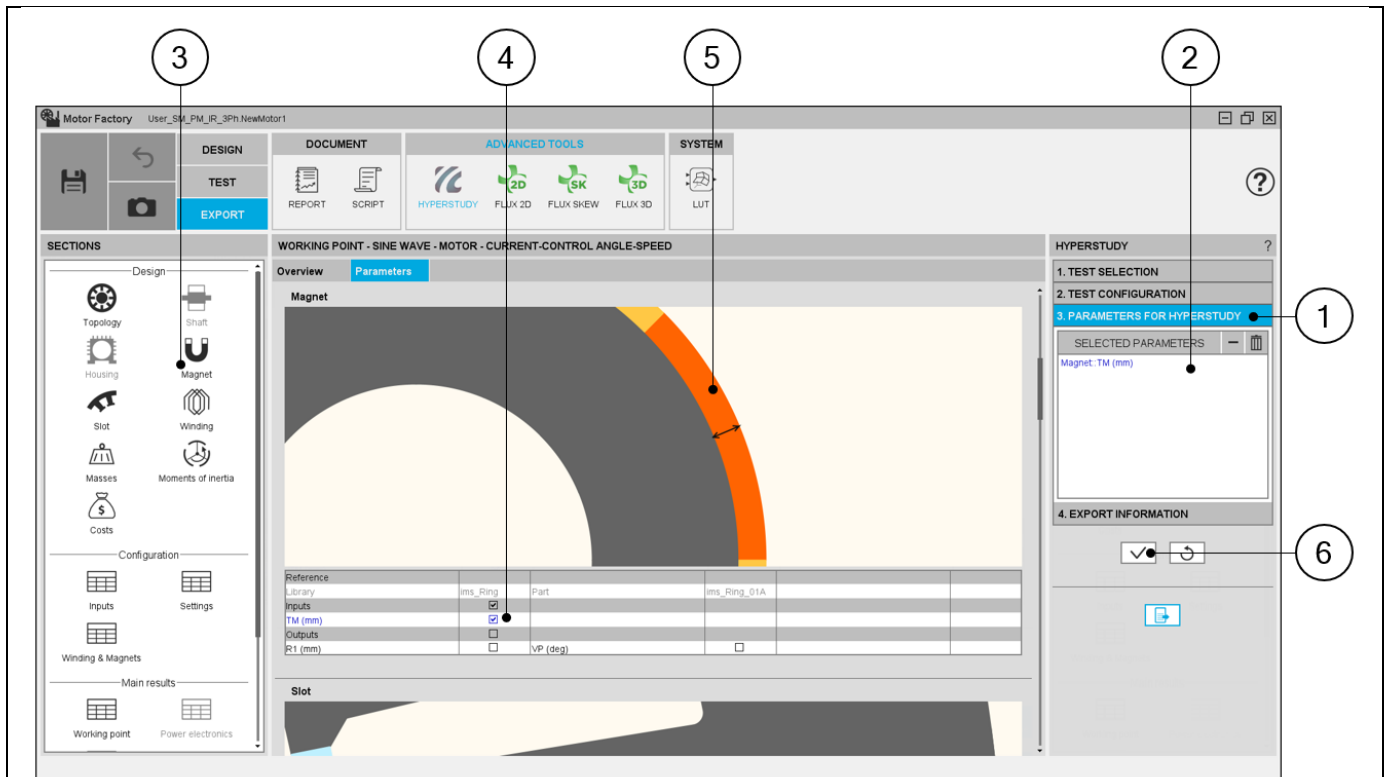 3
4
5
2
Motor Factory User_SM_PM_IR_3Ph.NewMotor1
DESIGN
TEST
EXPORT
DOCUMENT
REPORT
SCRIPT
ADVANCED TOOLS
HYPERSTUDY
2D
FLUX 2D
SK
FLUX SKEW
3D
FLUX 3D
SYSTEM
LUT
?
SECTIONS
Design
Topology
Shaft
Housing
Magnet
Slot
Winding
Masses
Moments of inertia
$
Costs
Configuration
Inputs
Settings
Winding & Magnets
Main results
Working point
Power electronics
WORKING POINT - SINE WAVE - MOTOR - CURRENT-CONTROL ANGLE-SPEED
Overview Parameters
Magnet
Reference
Library ims_Ring Part ims_Ring_01A
Inputs
TM (mm)
Outputs
R1 (mm) VP (deg)
Slot
HYPERSTUDY ?
1. TEST SELECTION
2. TEST CONFIGURATION
3. PARAMETERS FOR HYPERSTUDY
1
SELECTED PARAMETERS
Magnet::TM (mm)
4. EXPORT INFORMATION
6